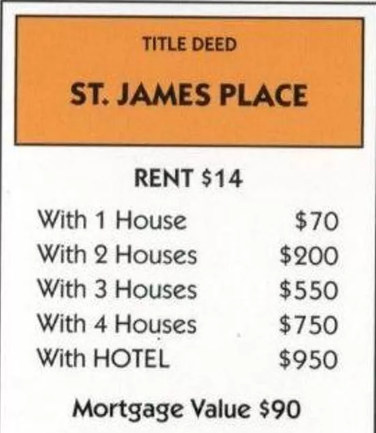 TITLE DEED
ST. JAMES PLACE
RENT $14
With 1 House $70
With 2 Houses $200
With 3 Houses $550
With 4 Houses $750
With HOTEL $950
Mortgage Value $90